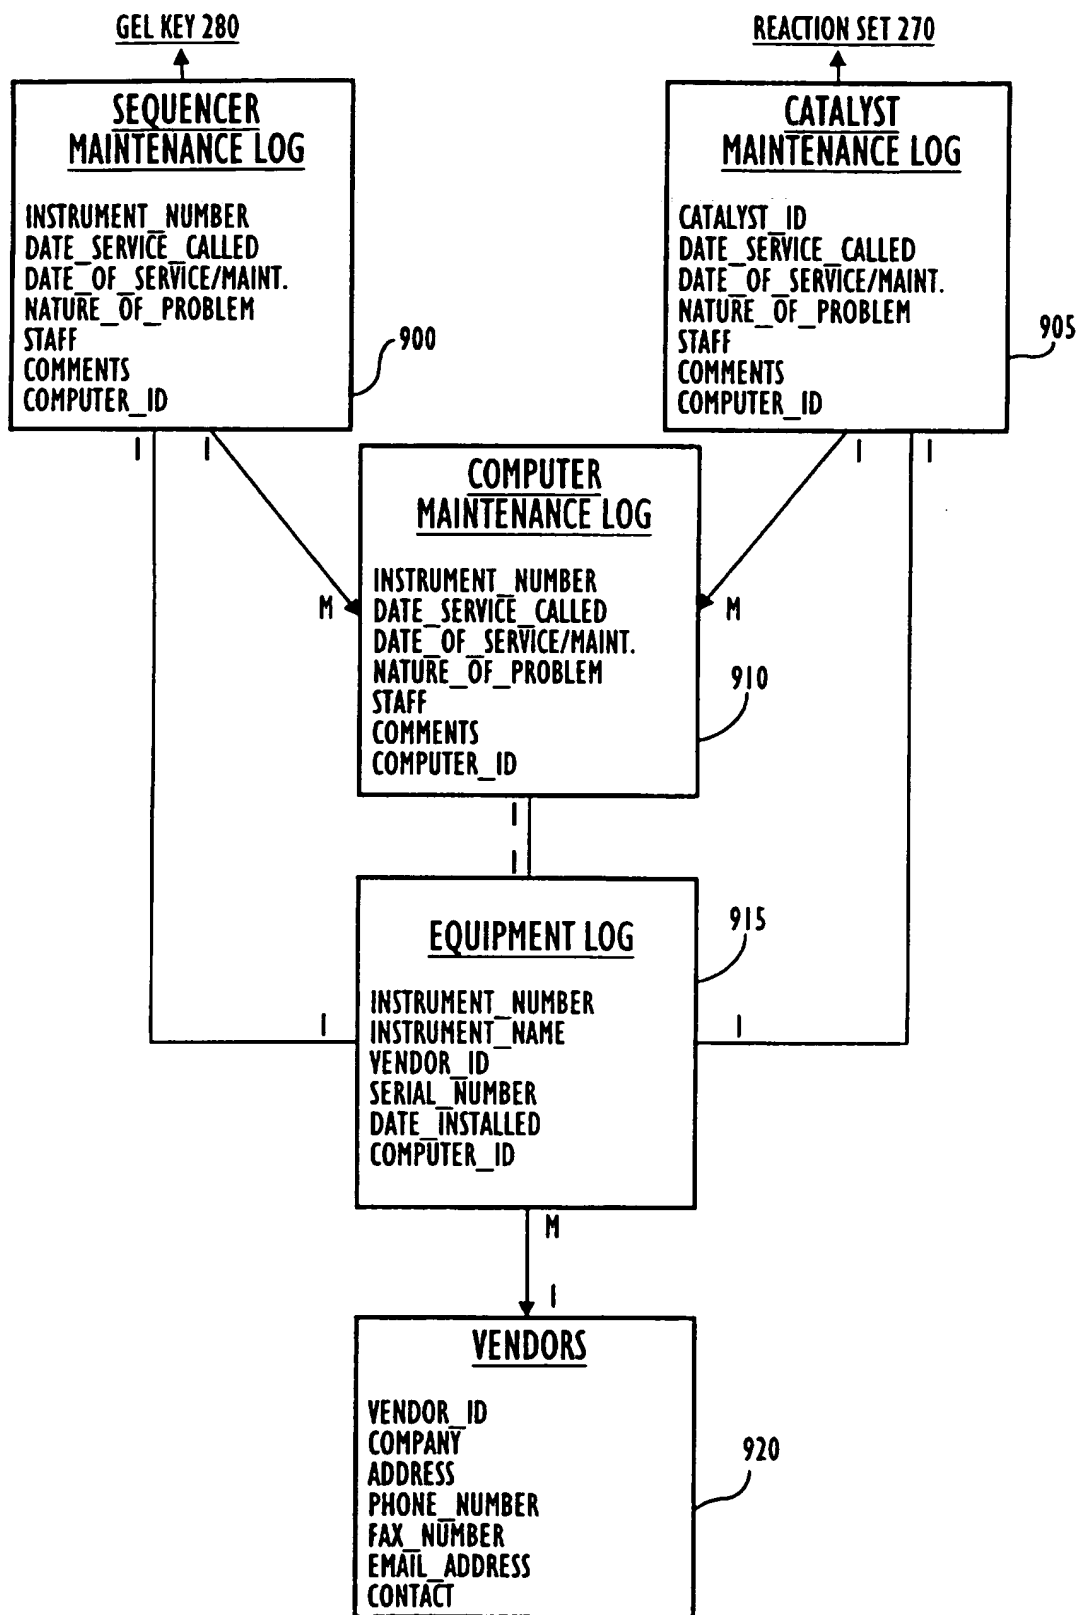 GEL KEY 280
REACTION SET 270
SEQUENCER
MAINTENANCE LOG
INSTRUMENT_NUMBER
DATE_SERVICE_CALLED
DATE_OF_SERVICE/MAINT.
NATURE_OF_PROBLEM
STAFF
COMMENTS
COMPUTER_ID
900
CATALYST
MAINTENANCE LOG
CATALYST_ID
DATE_SERVICE_CALLED
DATE_OF_SERVICE/MAINT.
NATURE_OF_PROBLEM
STAFF
COMMENTS
COMPUTER_ID
905
1
1
1
1
COMPUTER
MAINTENANCE LOG
INSTRUMENT_NUMBER
DATE_SERVICE_CALLED
DATE_OF_SERVICE/MAINT.
NATURE_OF_PROBLEM
STAFF
COMMENTS
COMPUTER_ID
M
M
910
1
1
EQUIPMENT LOG
INSTRUMENT_NUMBER
INSTRUMENT_NAME
VENDOR_ID
SERIAL_NUMBER
DATE_INSTALLED
COMPUTER_ID
915
1
1
M
1
VENDORS
VENDOR_ID
COMPANY
ADDRESS
PHONE_NUMBER
FAX_NUMBER
EMAIL_ADDRESS
CONTACT
920